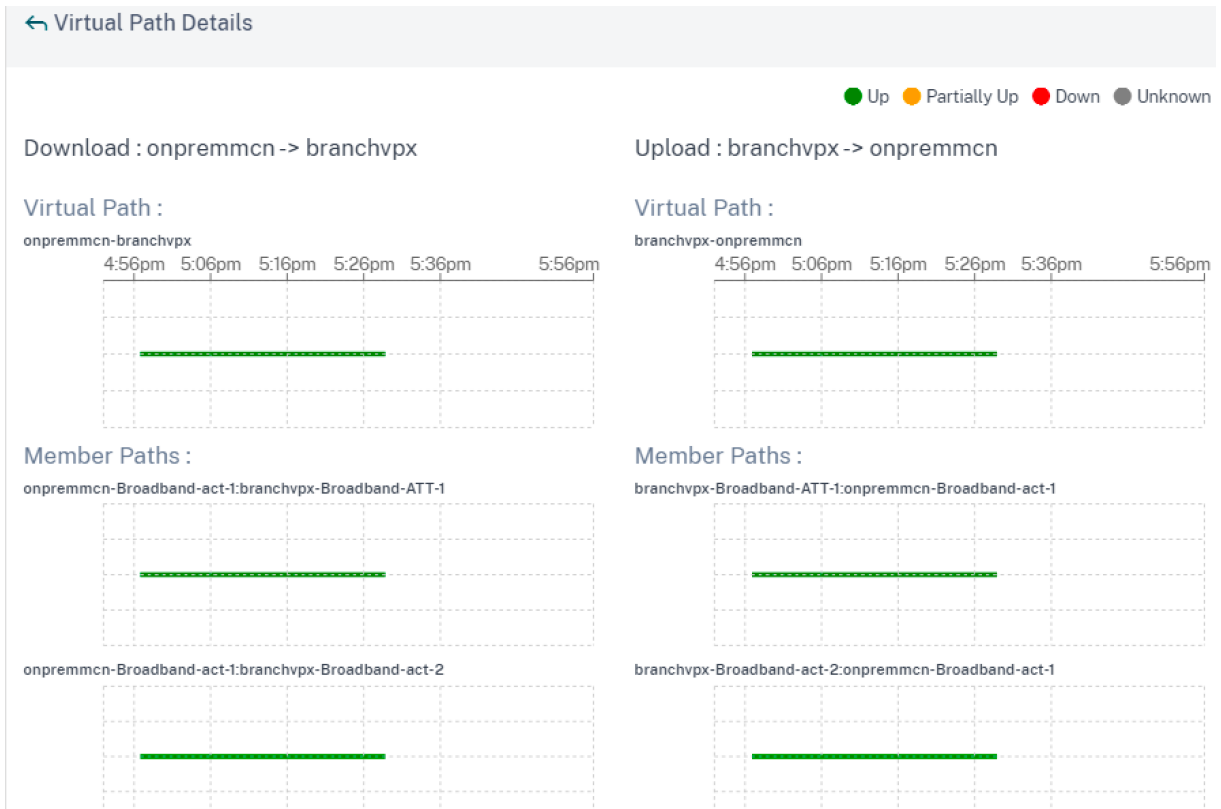 Virtual Path Details
Up Partially Up Down Unknown
Download : onpremmcn -> branchvpx
Virtual Path :
onpremmcn-branchvpx
4:56pm 5:06pm 5:16pm 5:26pm 5:36pm 5:56pm
Member Paths :
onpremmcn-Broadband-act-1:branchvpx-Broadband-ATT-1
onpremmcn-Broadband-act-1:branchvpx-Broadband-act-2
Upload : branchvpx -> onpremmcn
Virtual Path :
branchvpx-onpremmcn
4:56pm 5:06pm 5:16pm 5:26pm 5:36pm 5:56pm
Member Paths :
branchvpx-Broadband-ATT-1:onpremmcn-Broadband-act-1
branchvpx-Broadband-act-2:onpremmcn-Broadband-act-1